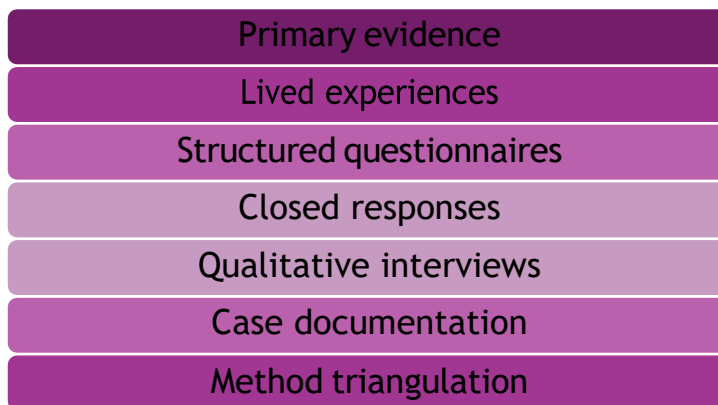 Primary evidence
Lived experiences
Structured questionnaires
Closed responses
Qualitative interviews
Case documentation
Method triangulation